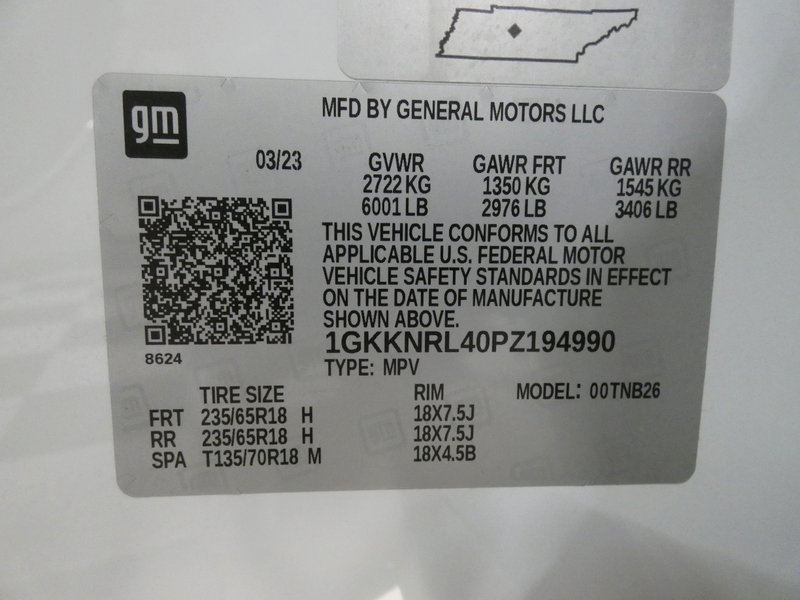 gm
MFD BY GENERAL MOTORS LLC
03/23 GVWR GAWR FRT GAWR RR
2722 KG 1350 KG 1545 KG
6001 LB 2976 LB 3406 LB
THIS VEHICLE CONFORMS TO ALL
APPLICABLE U.S. FEDERAL MOTOR
VEHICLE SAFETY STANDARDS IN EFFECT
ON THE DATE OF MANUFACTURE
SHOWN ABOVE.
1GKKNRL40PZ194990
8624
TYPE: MPV
TIRE SIZE RIM MODEL: 00TNB26
FRT 235/65R18 H 18X7.5J
RR 235/65R18 H 18X7.5J
SPA T135/70R18 M 18X4.5B